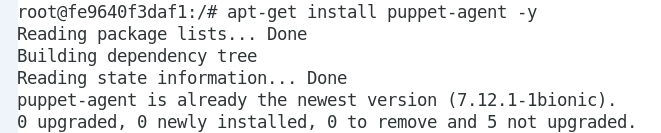 root@fe9640f3daf1:/# apt-get install puppet-agent -y
Reading package lists... Done
Building dependency tree
Reading state information... Done
puppet-agent is already the newest version (7.12.1-1bionic).
0 upgraded, 0 newly installed, 0 to remove and 5 not upgraded.